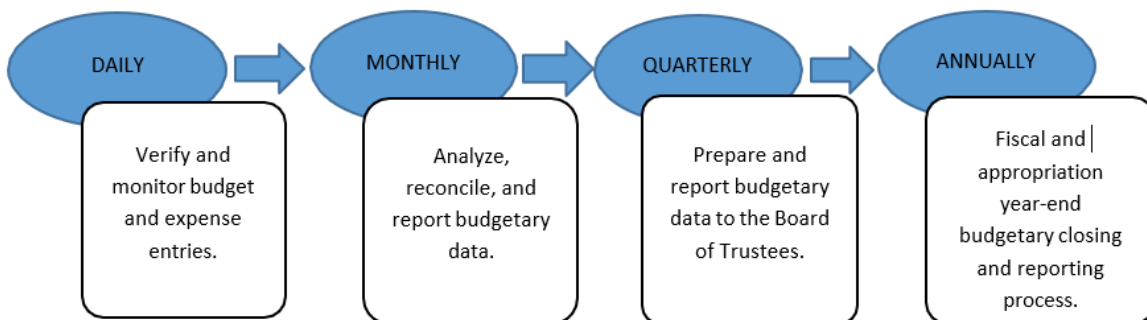 DAILY
Verify and
monitor budget
and expense
entries.
MONTHLY
Analyze,
reconcile, and
report budgetary
data.
QUARTERLY
Prepare and
report budgetary
data to the Board
of Trustees.
ANNUALLY
Fiscal and
appropriation
year-end
budgetary closing
and reporting
process.